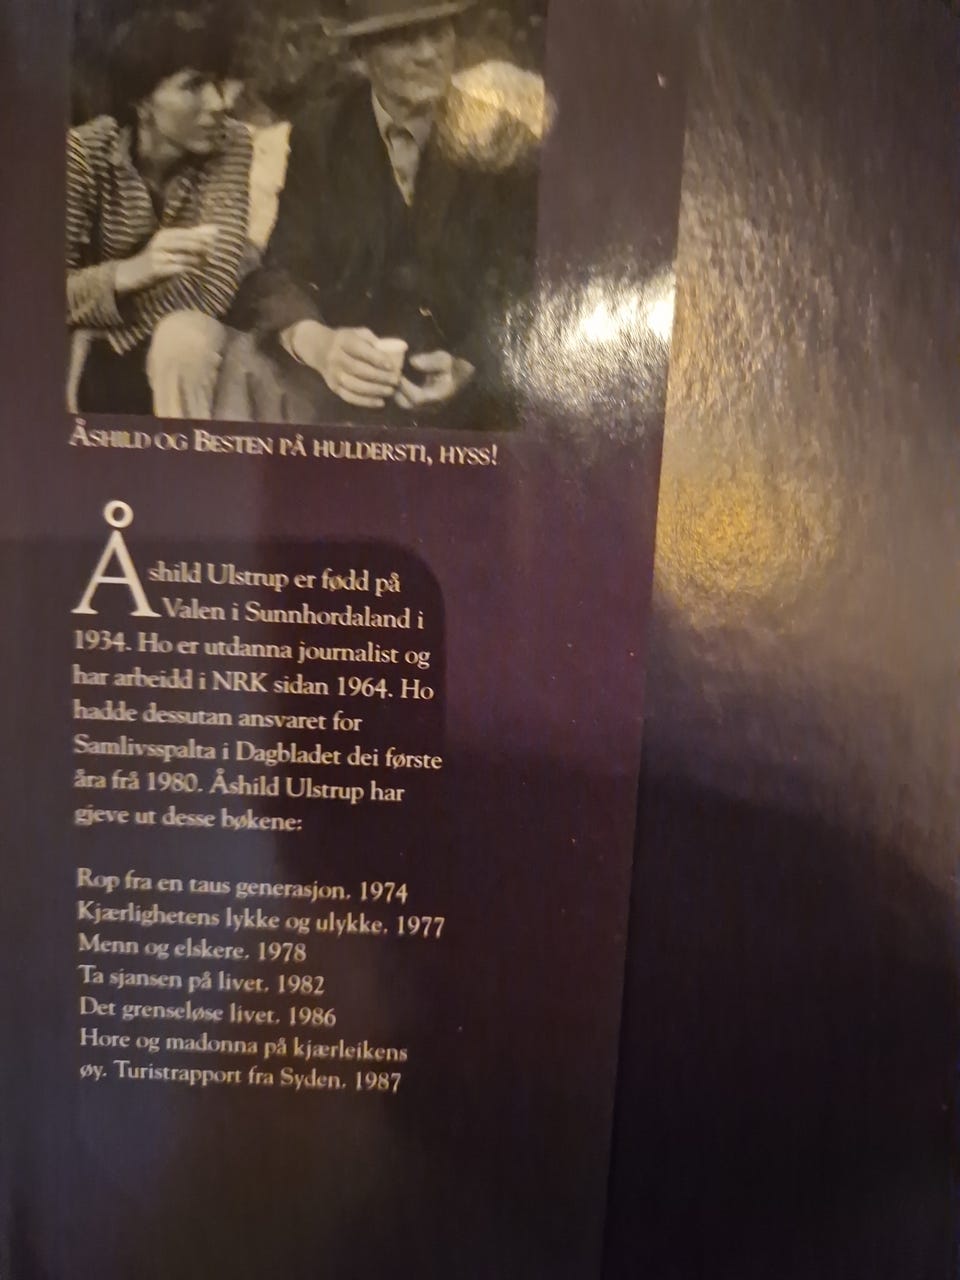 ÅSHILD OG BESTEN PÅ HULDERSTI, HYSS!
Åshild Ulstrup er fødd på
Valen i Sunnhordaland i
1934. Ho er utdanna journalist og
har arbeidd i NRK sidan 1964. Ho
hadde dessutan ansvaret for
Samlivsspalta i Dagbladet dei første
åra frå 1980. Åshild Ulstrup har
gjeve ut desse bøkene:
Rop fra en taus generasjon. 1974
Kjærlighetens lykke og ulykke. 1977
Menn og elskere. 1978
Ta sjansen på livet. 1982
Det grenseløse livet. 1986
Hore og madonna på kjærleikens
øy. Turistrapport fra Syden. 1987